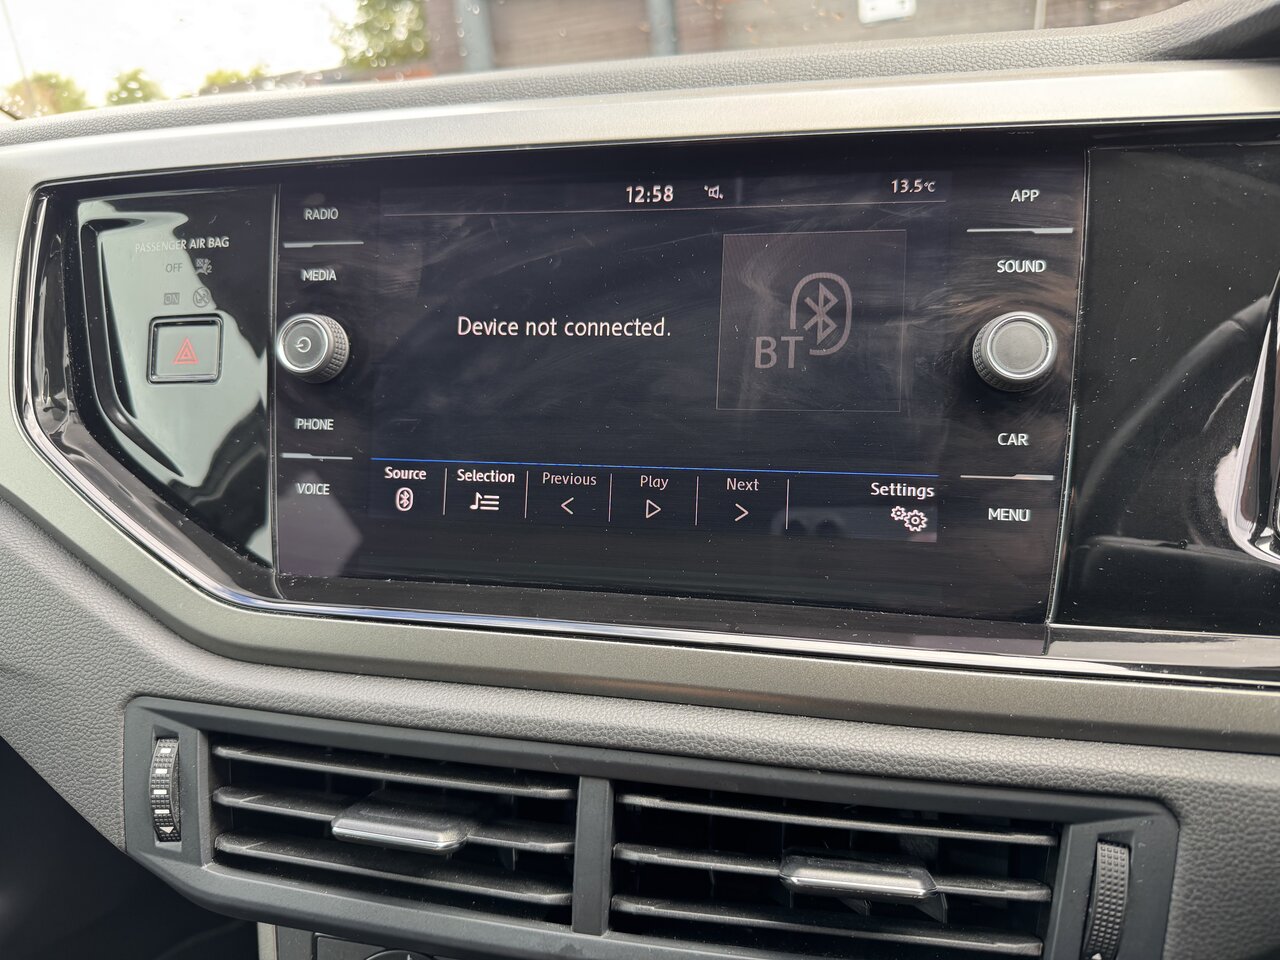 PASSENGER AIR BAG
OFF
ON
RADIO
MEDIA
PHONE
VOICE
12:58
13.5°C
Device not connected.
BT
Source
Selection
Previous
Play
Next
Settings
APP
SOUND
CAR
MENU